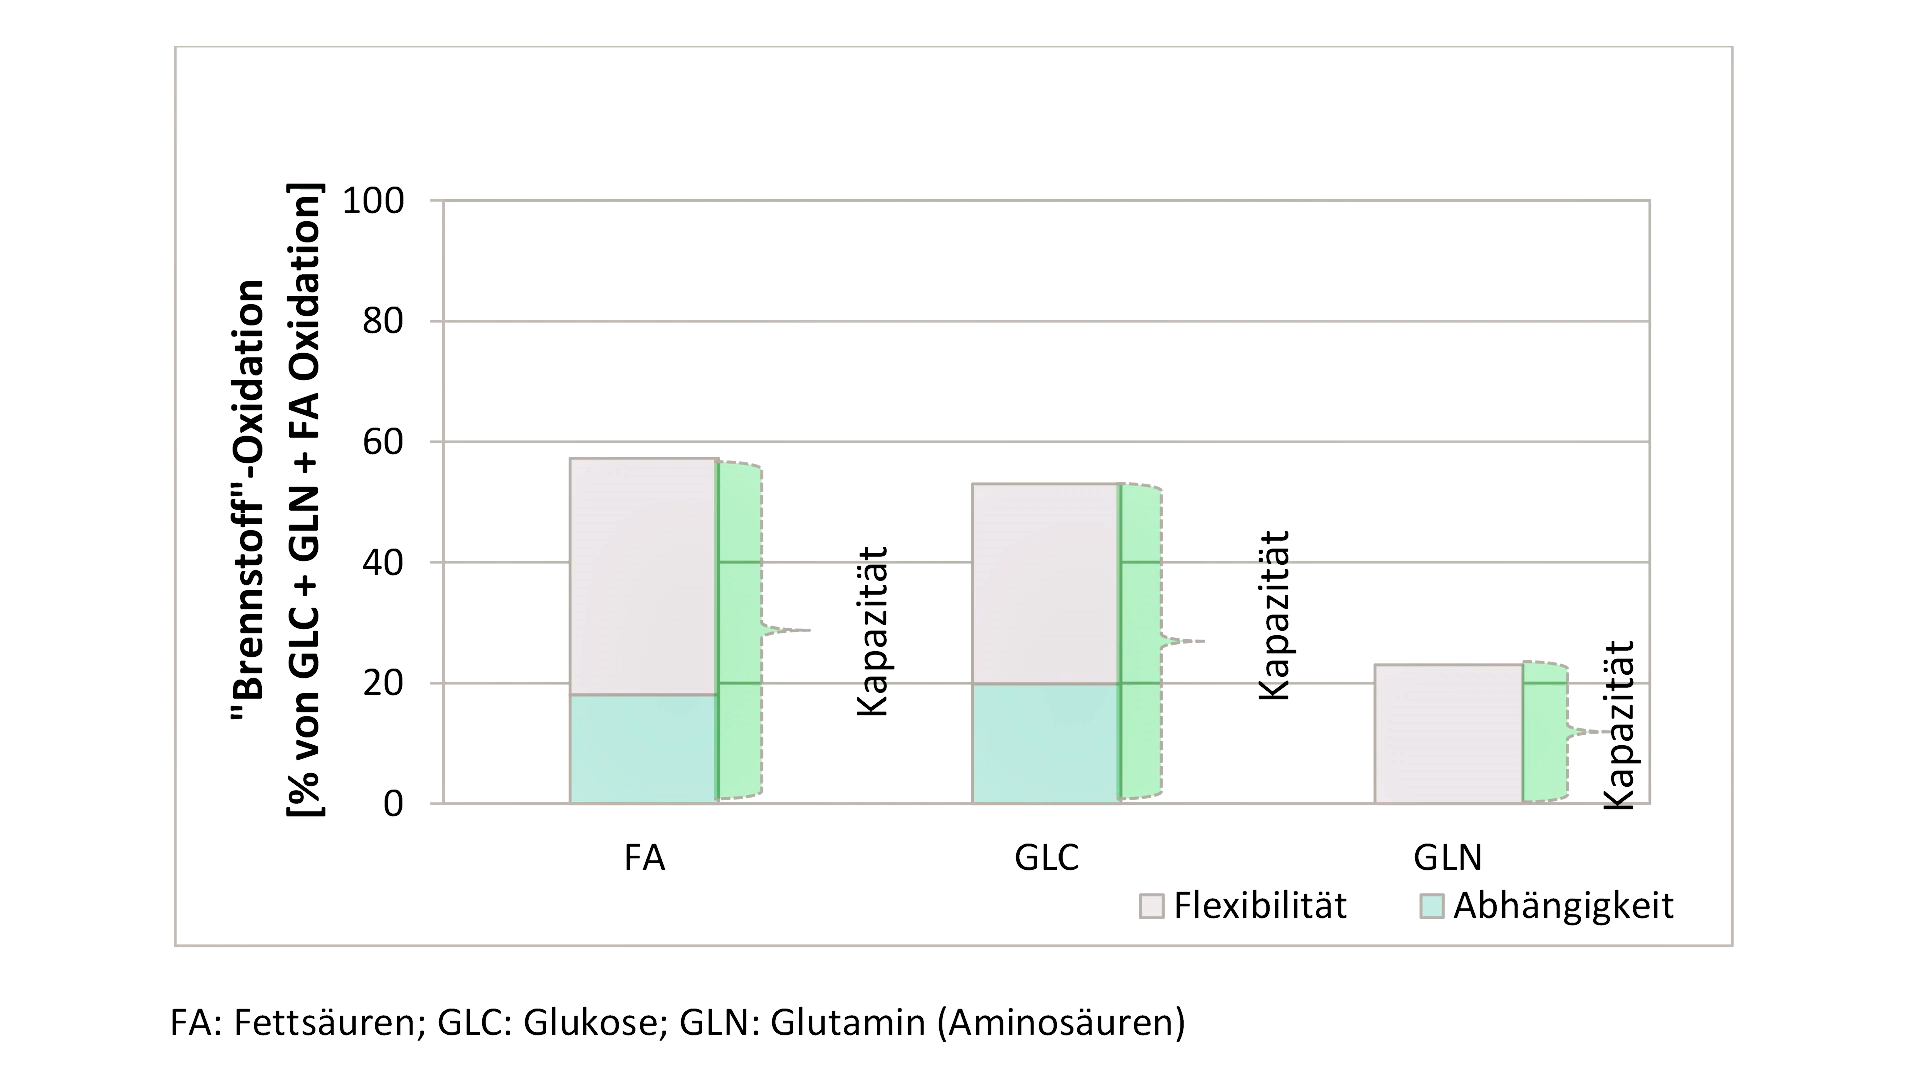 "Brennstoff"-Oxidation
[% von GLC + GLN + FA Oxidation]
100
80
60
40
20
0
Kapazität
Kapazität
Kapazität
FA
GLC
GLN
Flexibilität
Abhängigkeit
FA: Fettsäuren; GLC: Glukose; GLN: Glutamin (Aminosäuren)